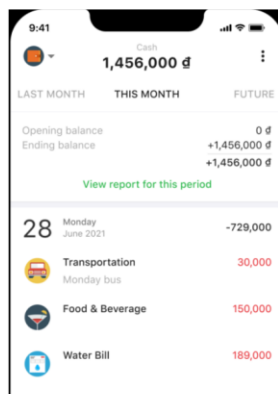 9:41
Cash
1,456,000 ₫
LAST MONTH THIS MONTH FUTURE
Opening balance 0 ₫
Ending balance +1,456,000 ₫
+1,456,000 ₫
View report for this period
28 Monday -729,000
June 2021
Transportation 30,000
Monday bus
Food & Beverage 150,000
Water Bill 189,000